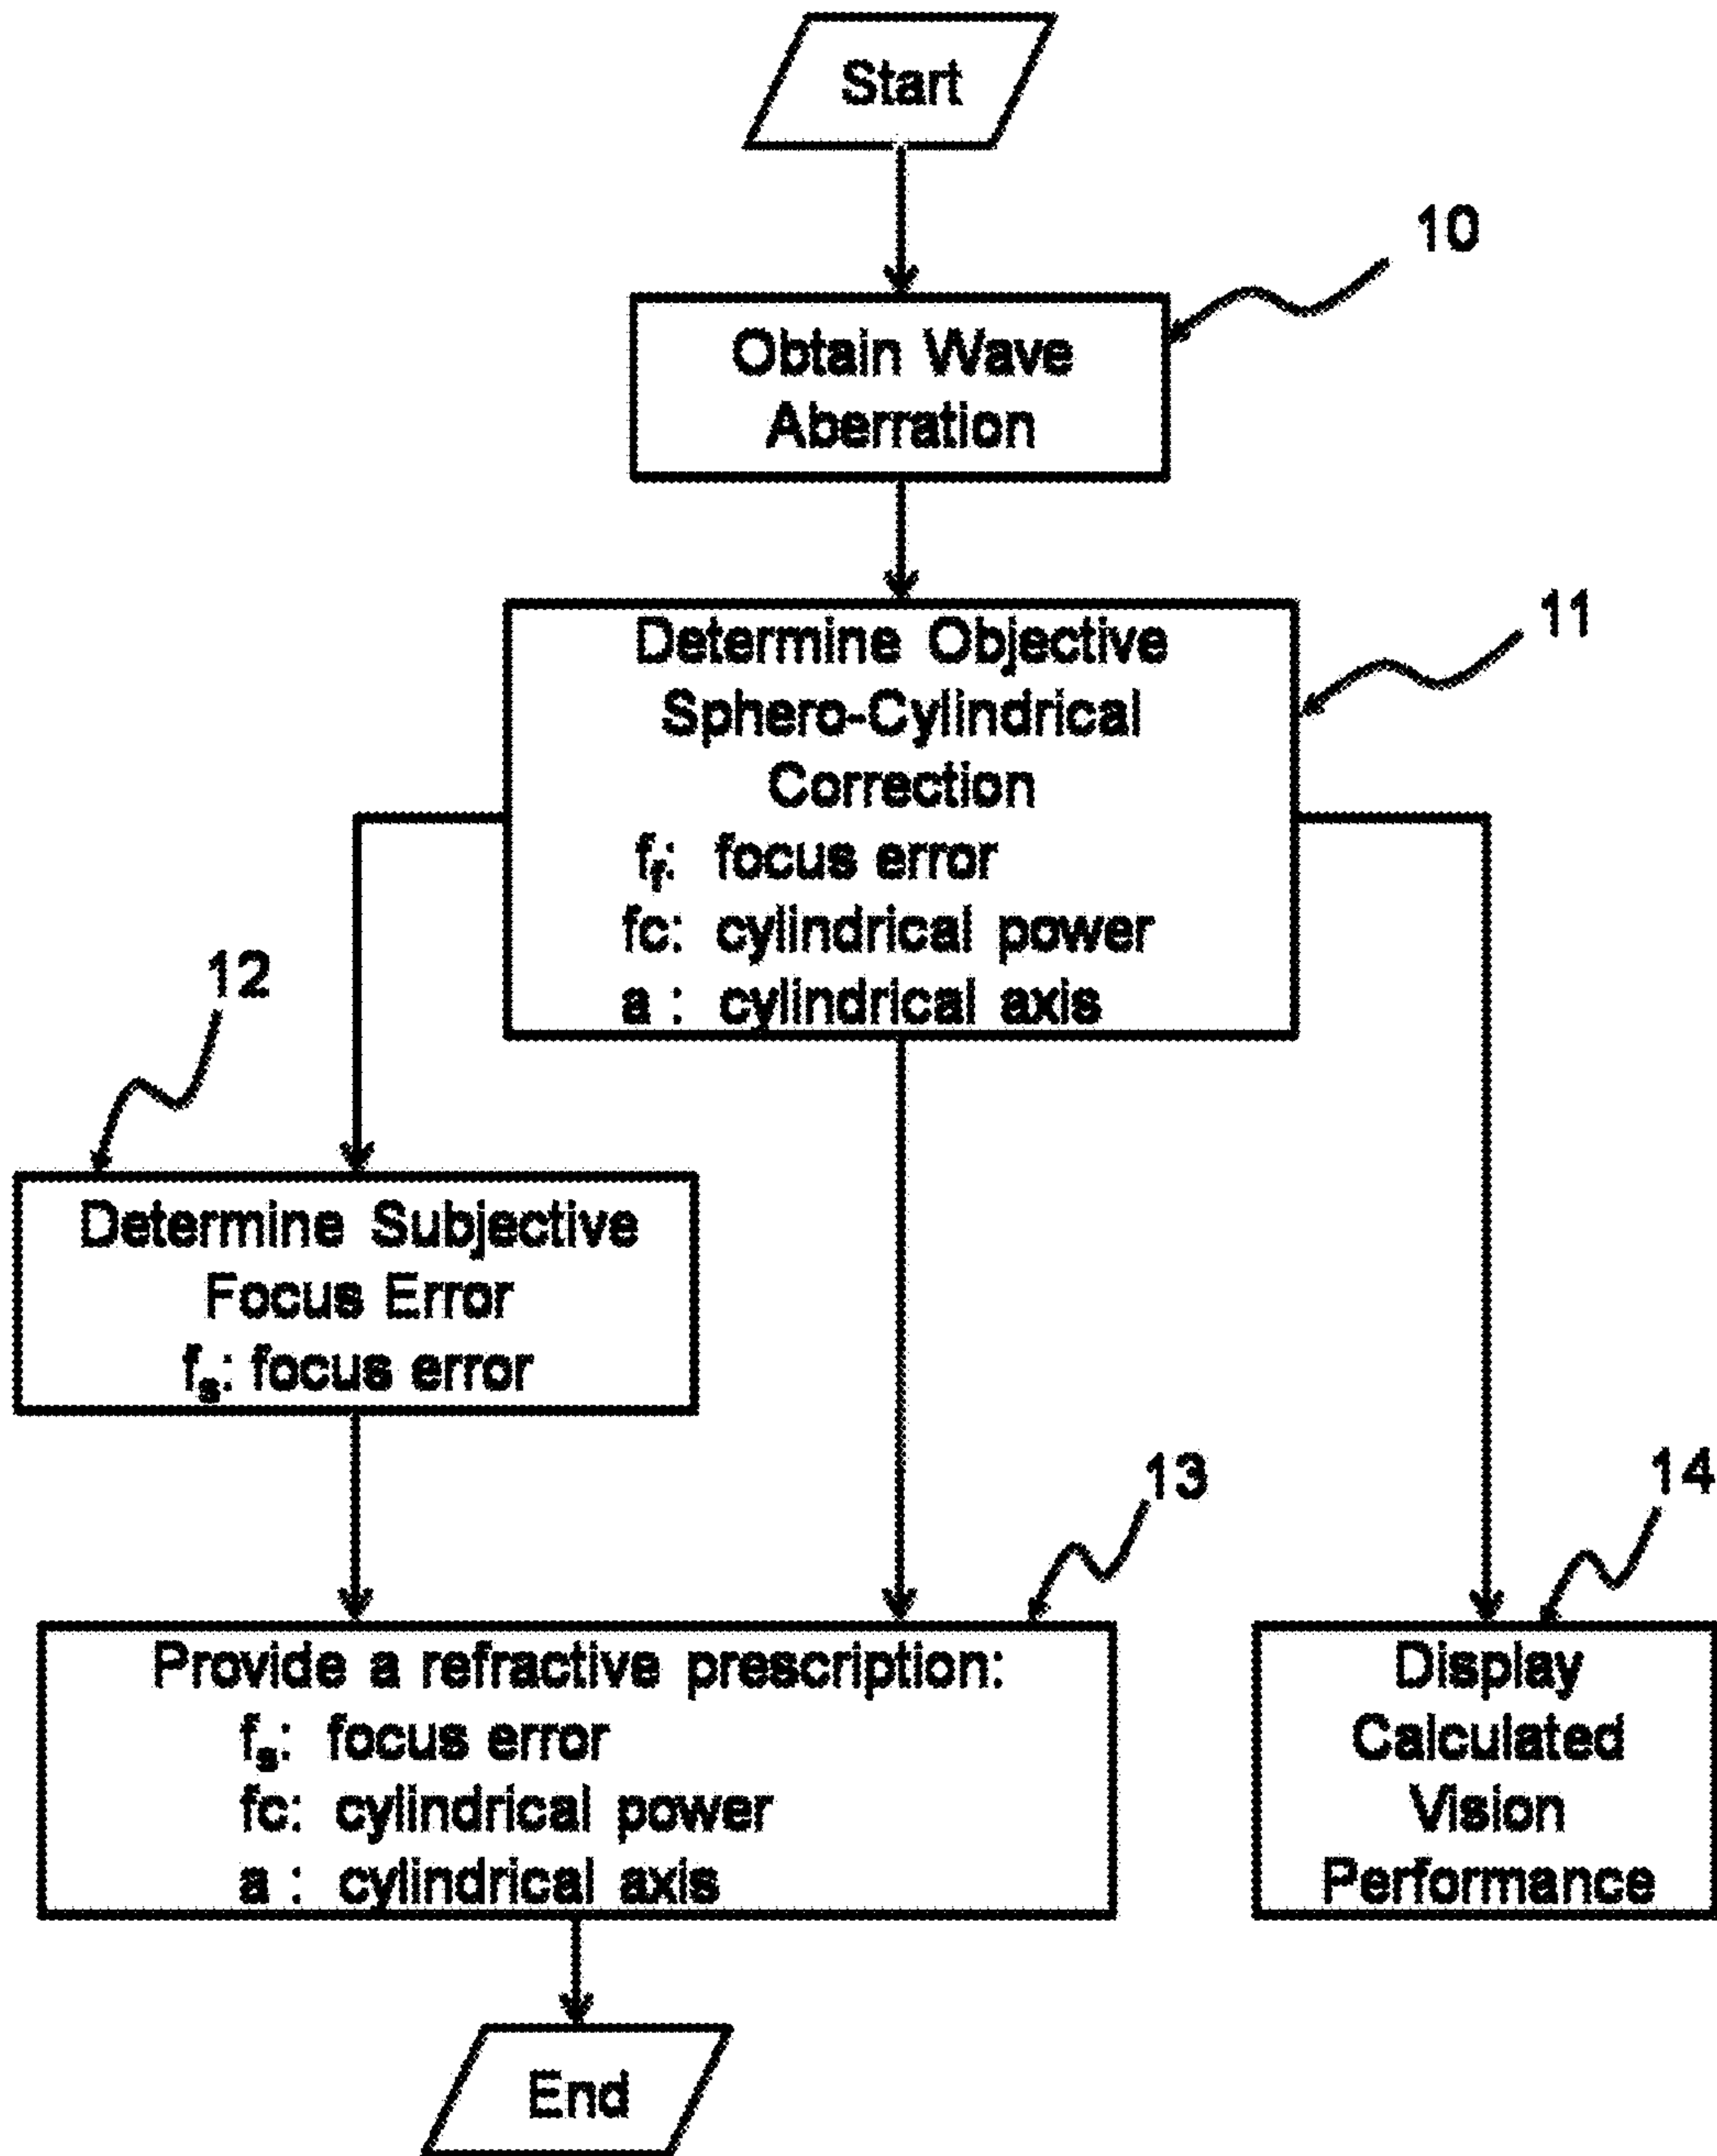 Start
10
Obtain Wave
Aberration
11
Determine Objective
Sphero-Cylindrical
Correction
fᵣ: focus error
fc: cylindrical power
a : cylindrical axis
12
Determine Subjective
Focus Error
fₛ: focus error
13
14
Provide a refractive prescription:
fₛ: focus error
fc: cylindrical power
a : cylindrical axis
Display
Calculated
Vision
Performance
End